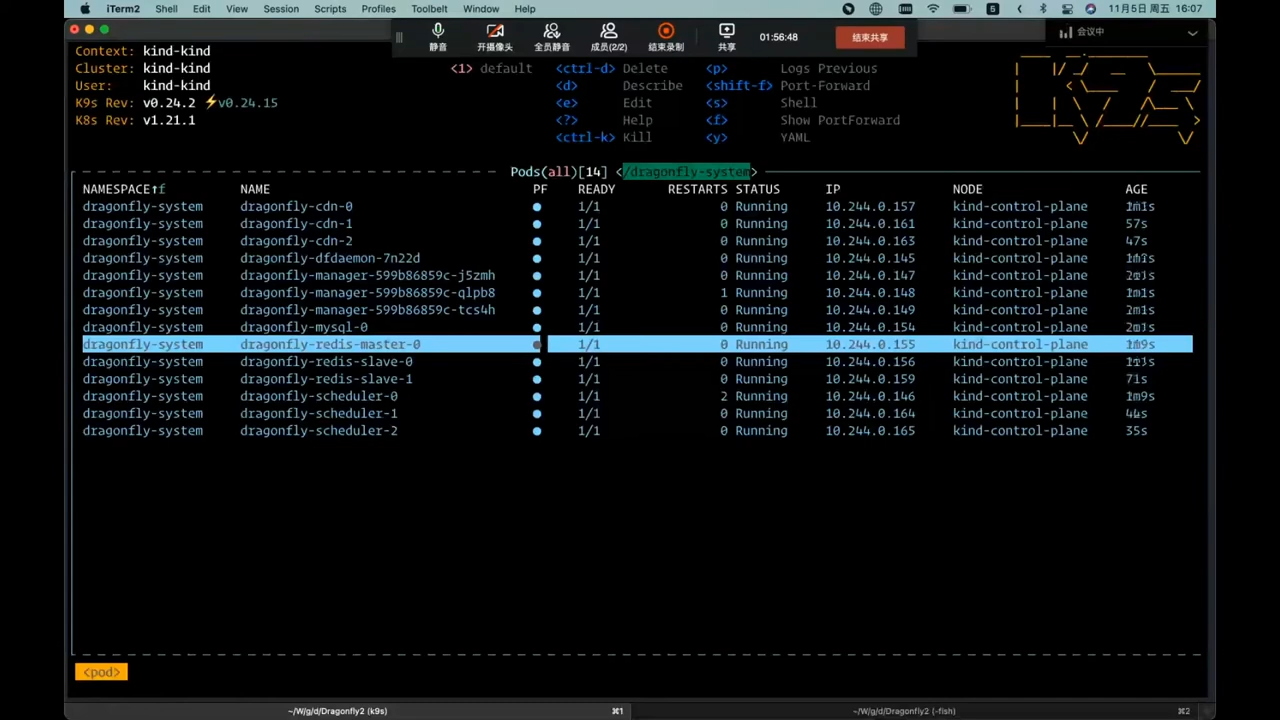 iTerm2 Shell Edit View Session Scripts Profiles Toolbelt Window Help 5 11月5日 周五 16:07
静音 开摄像头 全员静音 成员(2/2) 结束录制 共享 01:56:48 结束共享 会议中
Context: kind-kind
Cluster: kind-kind <1> default <ctrl-d> Delete <p> Logs Previous
User: kind-kind <d> Describe <shift-f> Port-Forward
K9s Rev: v0.24.2 ⚡v0.24.15 <e> Edit <s> Shell
K8s Rev: v1.21.1 <?> Help <f> Show PortForward
<ctrl-k> Kill <y> YAML
Pods(all)[14] </dragonfly-system>
NAMESPACE↑f NAME PF READY RESTARTS STATUS IP NODE AGE
dragonfly-system dragonfly-cdn-0 ● 1/1 0 Running 10.244.0.157 kind-control-plane
dragonfly-system dragonfly-cdn-1 ● 1/1 0 Running 10.244.0.161 kind-control-plane 57s
dragonfly-system dragonfly-cdn-2 ● 1/1 0 Running 10.244.0.163 kind-control-plane 47s
dragonfly-system dragonfly-dfdaemon-7n22d ● 1/1 0 Running 10.244.0.145 kind-control-plane
dragonfly-system dragonfly-manager-599b86859c-j5zmh ● 1/1 0 Running 10.244.0.147 kind-control-plane
dragonfly-system dragonfly-manager-599b86859c-qlpb8 ● 1/1 1 Running 10.244.0.148 kind-control-plane
dragonfly-system dragonfly-manager-599b86859c-tcs4h ● 1/1 0 Running 10.244.0.149 kind-control-plane
dragonfly-system dragonfly-mysql-0 ● 1/1 0 Running 10.244.0.154 kind-control-plane
dragonfly-system dragonfly-redis-master-0 ● 1/1 0 Running 10.244.0.155 kind-control-plane
dragonfly-system dragonfly-redis-slave-0 ● 1/1 0 Running 10.244.0.156 kind-control-plane
dragonfly-system dragonfly-redis-slave-1 ● 1/1 0 Running 10.244.0.159 kind-control-plane
dragonfly-system dragonfly-scheduler-0 ● 1/1 2 Running 10.244.0.146 kind-control-plane
dragonfly-system dragonfly-scheduler-1 ● 1/1 0 Running 10.244.0.164 kind-control-plane
dragonfly-system dragonfly-scheduler-2 ● 1/1 0 Running 10.244.0.165 kind-control-plane 35s
<pod>
~/W/g/d/Dragonfly2 (k9s) ⌘1 ~/W/g/d/Dragonfly2 (-fish) ⌘2